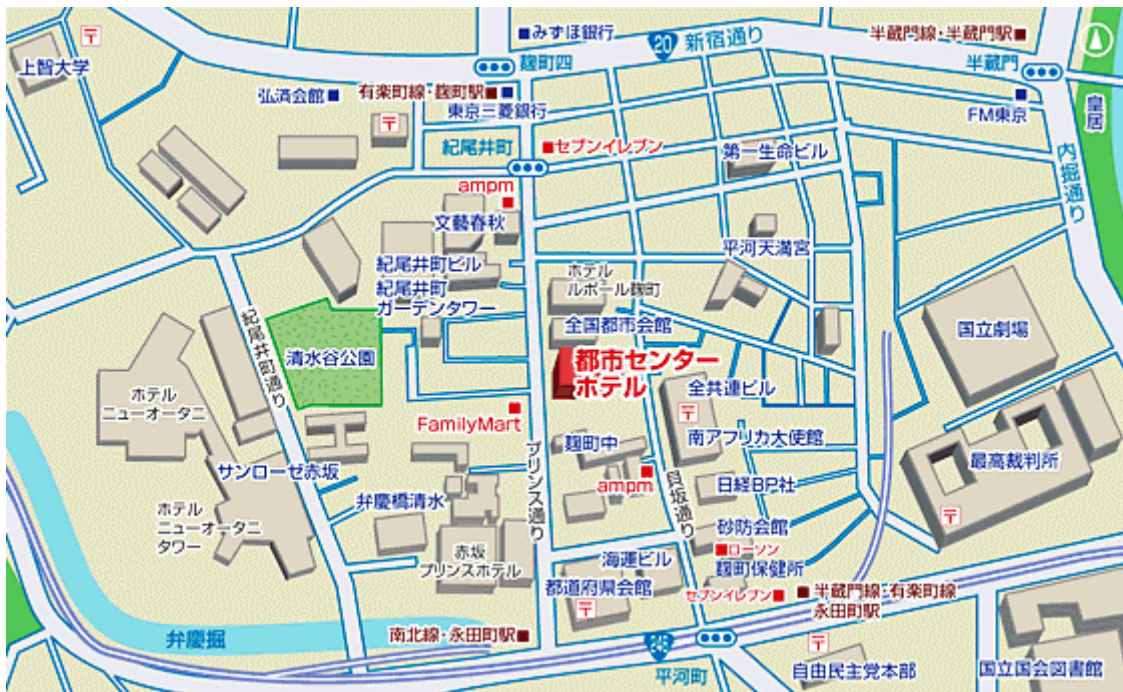 みずほ銀行
20
新宿通り
半蔵門線・半蔵門駅
上智大学
麹町四
半蔵門
弘済会館
有楽町線・麹町駅
東京三菱銀行
FM東京
皇居
紀尾井町
セブンイレブン
第一生命ビル
内堀通り
ampm
文藝春秋
平河天満宮
紀尾井町ビル
紀尾井町
ガーデンタワー
ホテル
ルポール麹町
全国都市会館
国立劇場
紀尾井町通り
清水谷公園
都市センター
ホテル
全共連ビル
ホテル
ニューオータニ
FamilyMart
プリンス通り
麹町中
南アフリカ大使館
最高裁判所
サンローゼ赤坂
ampm
貝坂通り
日経BP社
弁慶橋清水
ホテル
ニューオータニ
タワー
砂防会館
赤坂
プリンスホテル
海運ビル
ローソン
麹町保健所
都道府県会館
セブンイレブン
半蔵門線・有楽町線
永田町駅
弁慶掘
南北線・永田町駅
246
平河町
自由民主党本部
国立国会図書館